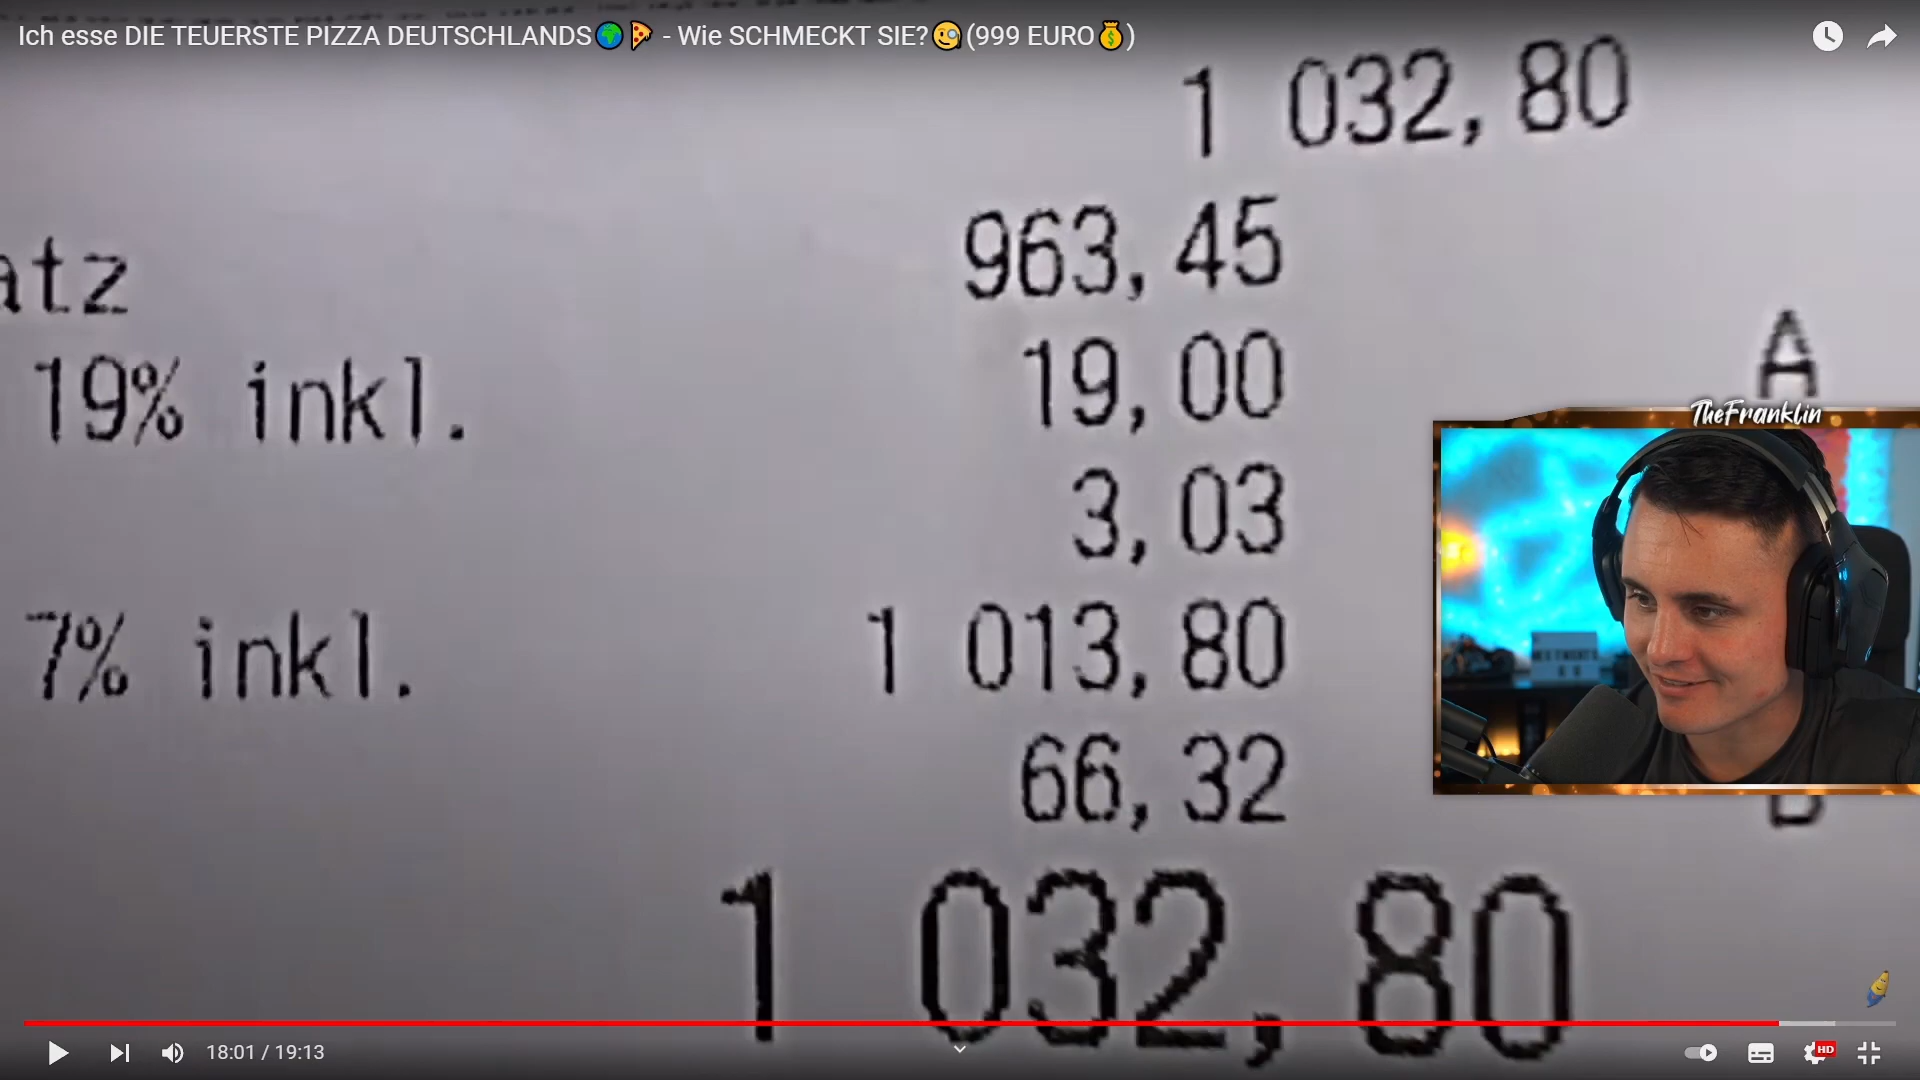 Ich esse DIE TEUERSTE PIZZA DEUTSCHLANDS🌍🍕 - Wie SCHMECKT SIE?🧐(999 EURO💰)
1 032,80
963,45
atz
19% inkl. 19,00 A
3,03
7% inkl. 1 013,80
66,32 B
1 032,80
TheFranklin
18:01 / 19:13
HD